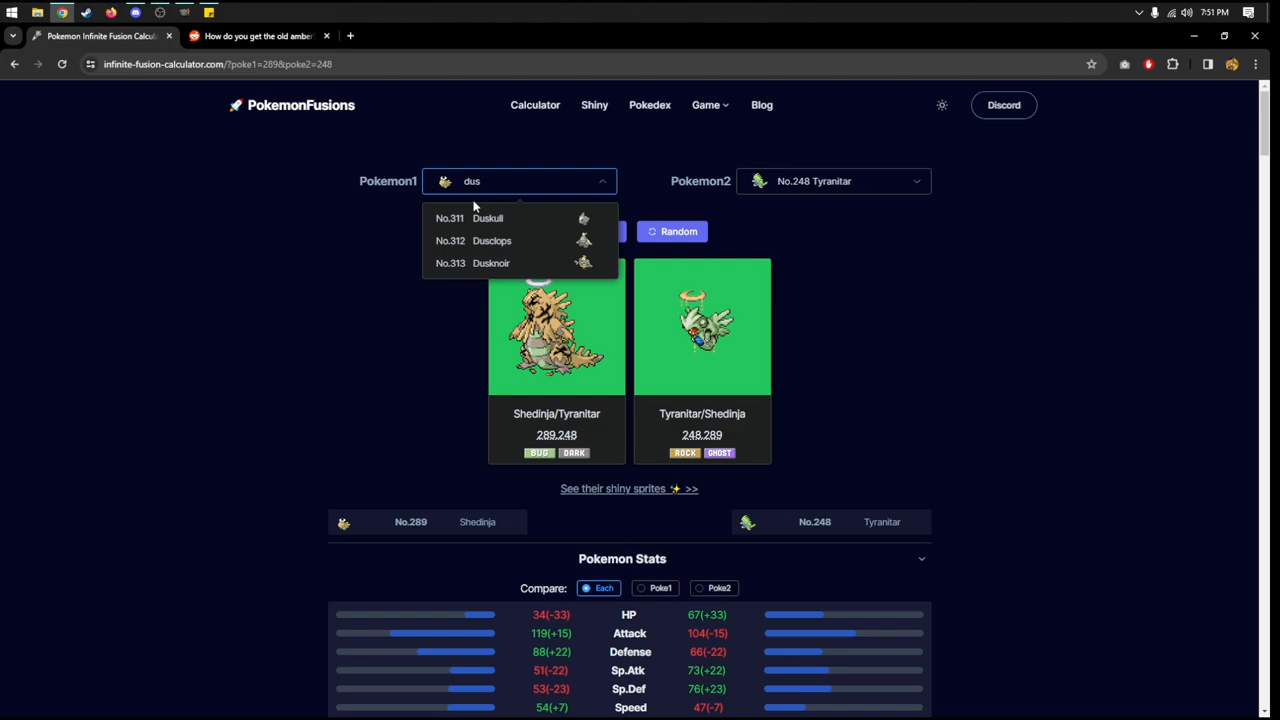 7:51 PM
Pokemon Infinite Fusion Calcul
How do you get the old amber
infinite-fusion-calculator.com/?poke1=289&poke2=248
PokemonFusions
Calculator Shiny Pokedex Game Blog
Discord
Pokemon1 dus
Pokemon2 No.248 Tyranitar
No.311 Duskull
No.312 Dusclops
No.313 Dusknoir
Random
Shedinja/Tyranitar
289.248
BUG DARK
Tyranitar/Shedinja
248.289
ROCK GHOST
See their shiny sprites ✨ >>
No.289 Shedinja
No.248 Tyranitar
Pokemon Stats
Compare: Each Poke1 Poke2
34(-33) HP 67(+33)
119(+15) Attack 104(-15)
88(+22) Defense 66(-22)
51(-22) Sp.Atk 73(+22)
53(-23) Sp.Def 76(+23)
54(+7) Speed 47(-7)